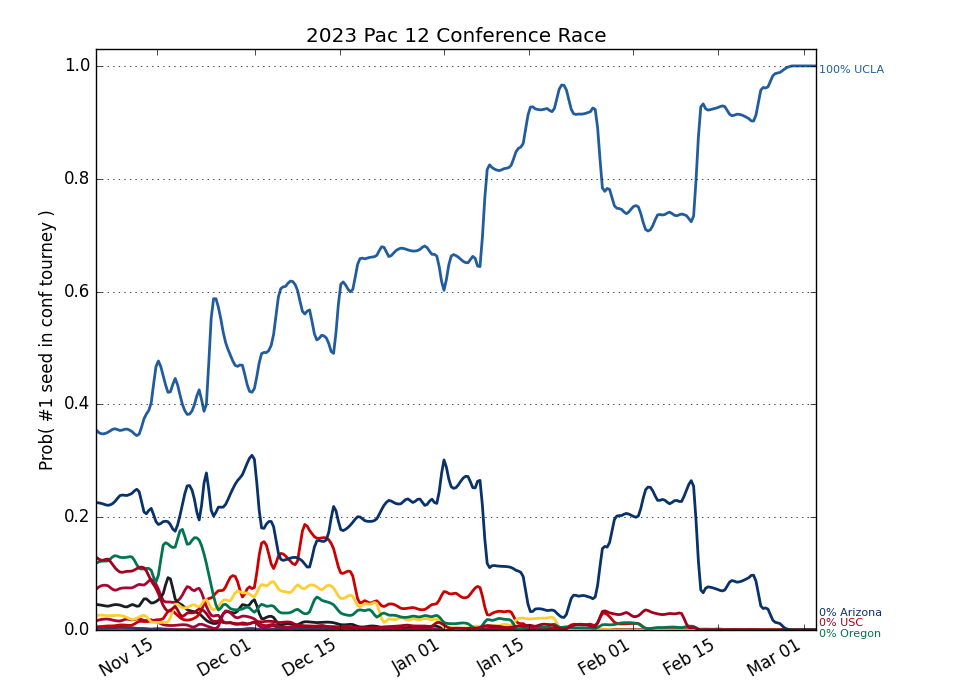 2023 Pac 12 Conference Race
Prob( #1 seed in conf tourney )
1.0
0.8
0.6
0.4
0.2
0.0
Nov 15
Dec 01
Dec 15
Jan 01
Jan 15
Feb 01
Feb 15
Mar 01
100% UCLA
0% Arizona
0% USC
0% Oregon